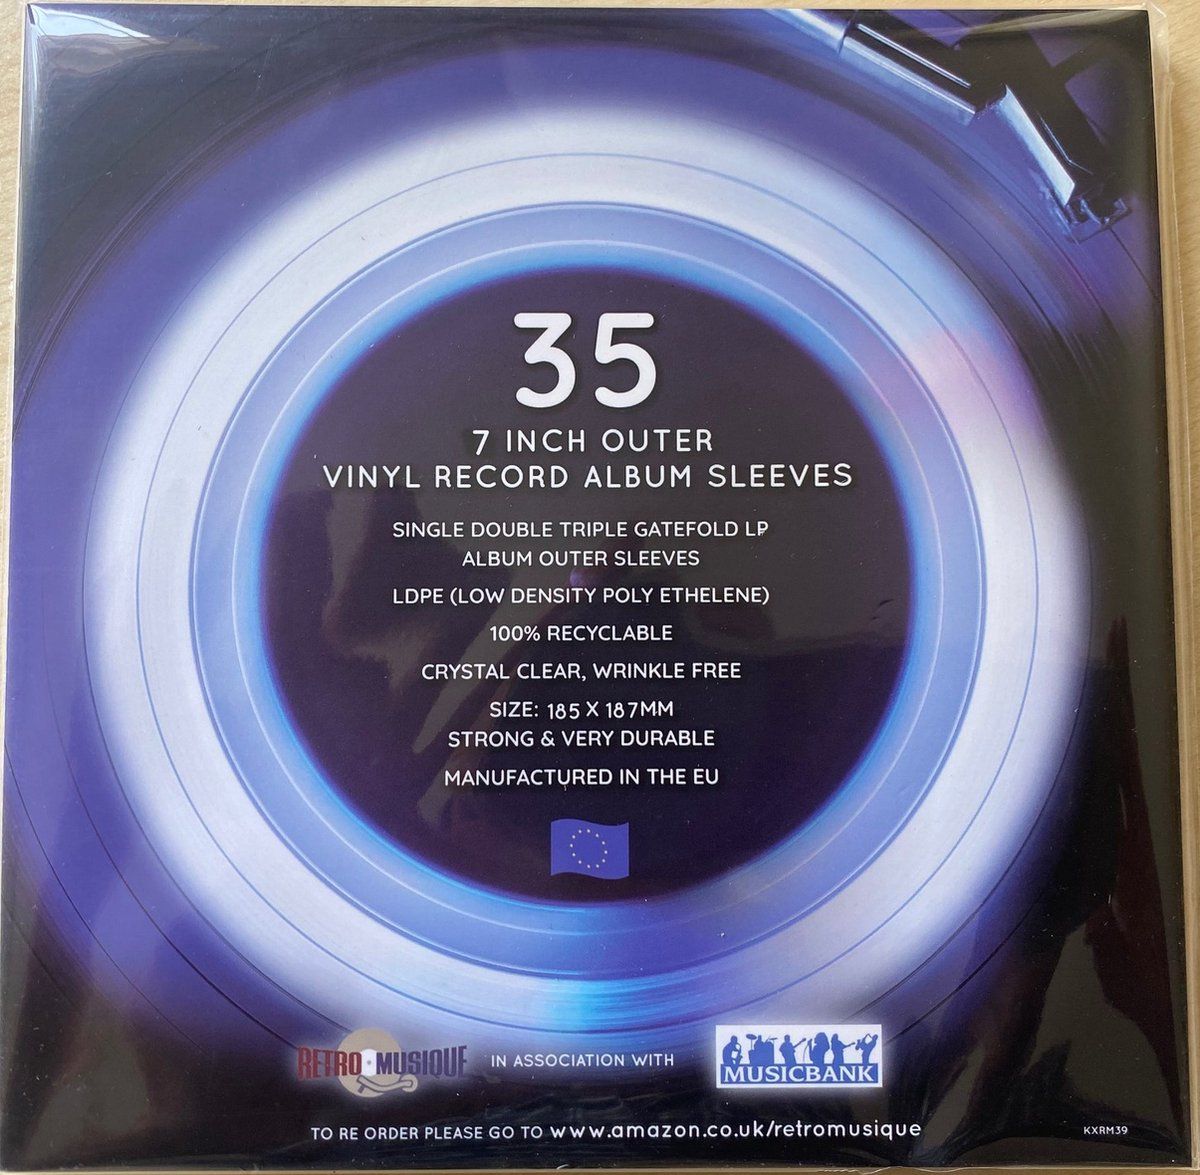 35
7 INCH OUTER
VINYL RECORD ALBUM SLEEVES
SINGLE DOUBLE TRIPLE GATEFOLD LP
ALBUM OUTER SLEEVES
LDPE (LOW DENSITY POLY ETHELENE)
100% RECYCLABLE
CRYSTAL CLEAR, WRINKLE FREE
SIZE: 185 X 187MM
STRONG & VERY DURABLE
MANUFACTURED IN THE EU
RETRO MUSIQUE IN ASSOCIATION WITH MUSICBANK
TO RE ORDER PLEASE GO TO www.amazon.co.uk/retromusique
KXRM39